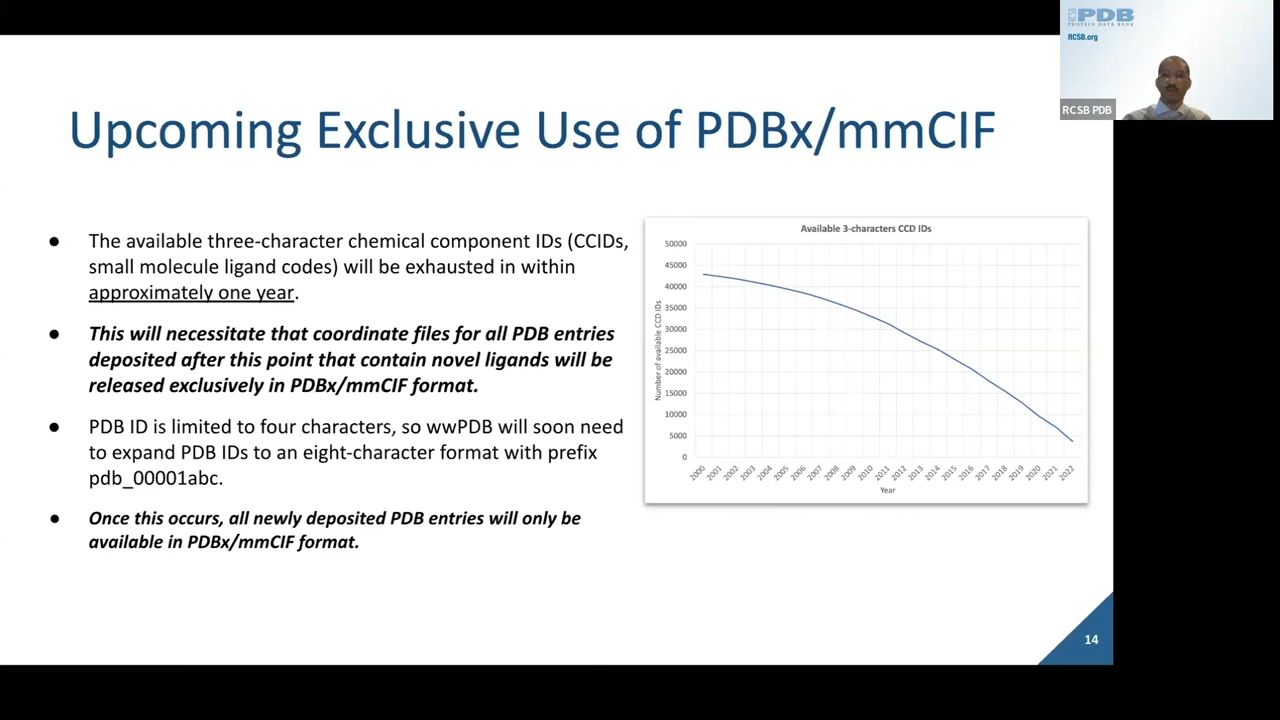 PDB
PROTEIN DATA BANK
RCSB.org
RCSB PDB
Upcoming Exclusive Use of PDBx/mmCIF
● The available three-character chemical component IDs (CCIDs,
small molecule ligand codes) will be exhausted in within
approximately one year.
● This will necessitate that coordinate files for all PDB entries
deposited after this point that contain novel ligands will be
released exclusively in PDBx/mmCIF format.
● PDB ID is limited to four characters, so wwPDB will soon need
to expand PDB IDs to an eight-character format with prefix
pdb_00001abc.
● Once this occurs, all newly deposited PDB entries will only be
available in PDBx/mmCIF format.
Available 3-characters CCD IDs
Number of available CCD IDs
50000
45000
40000
35000
30000
25000
20000
15000
10000
5000
0
2000 2001 2002 2003 2004 2005 2006 2007 2008 2009 2010 2011 2012 2013 2014 2015 2016 2017 2018 2019 2020 2021 2022
Year
14